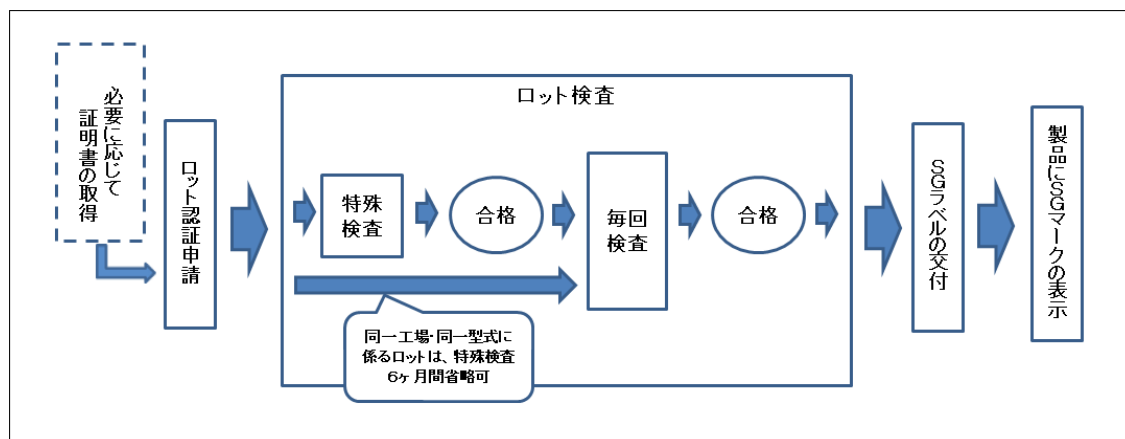 必要に応じて
証明書の取得
ロット認証申請
ロット検査
特殊
検査
合格
毎回
検査
合格
同一工場・同一型式に
係るロットは、特殊検査
6ヶ月間省略可
SGラベルの交付
製品にSGマークの表示